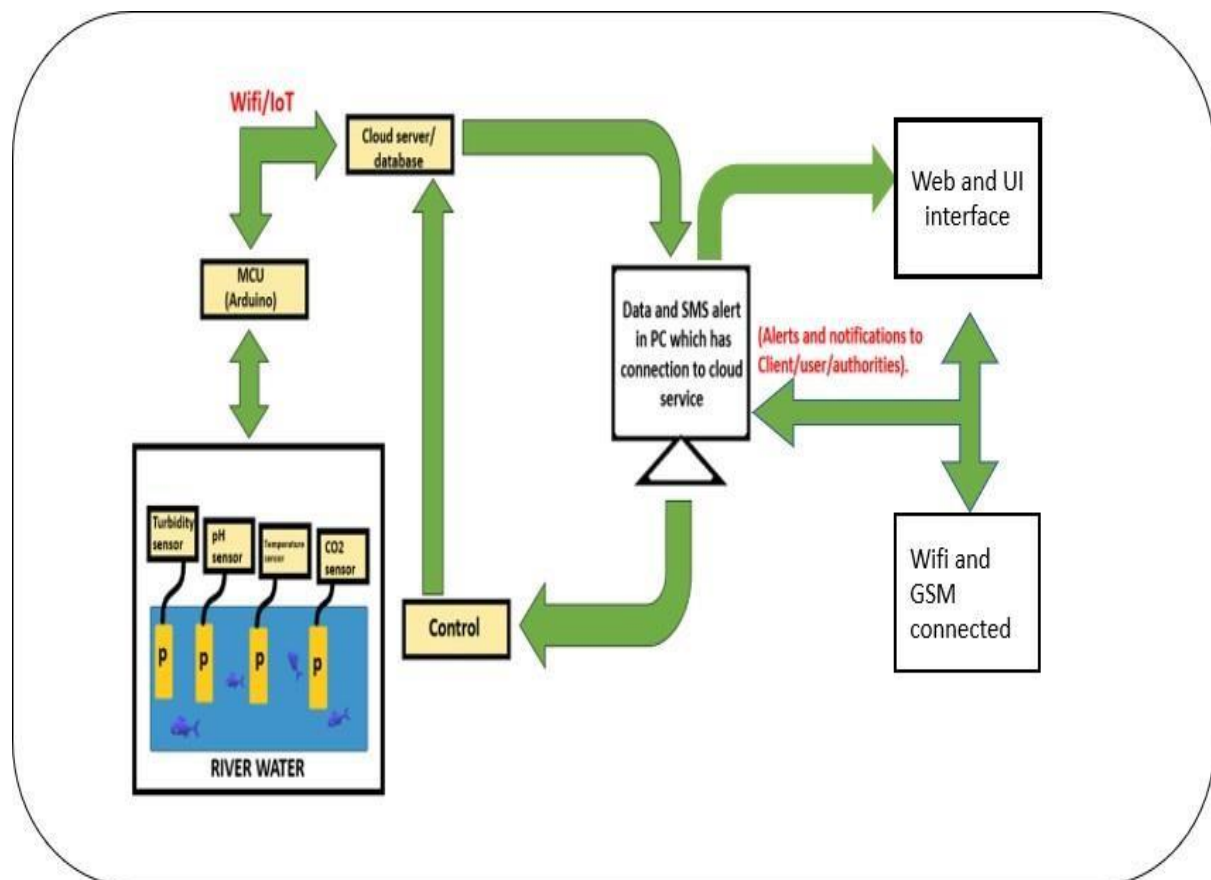 Wifi/IoT
Cloud server/
database
Web and UI
interface
MCU
(Arduino)
Data and SMS alert
in PC which has
connection to cloud
service
(Alerts and notifications to
Client/user/authorities).
Turbidity
sensor
pH
sensor
Temperature
sensor
CO2
sensor
Control
Wifi and
GSM
connected
P
P
P
P
RIVER WATER